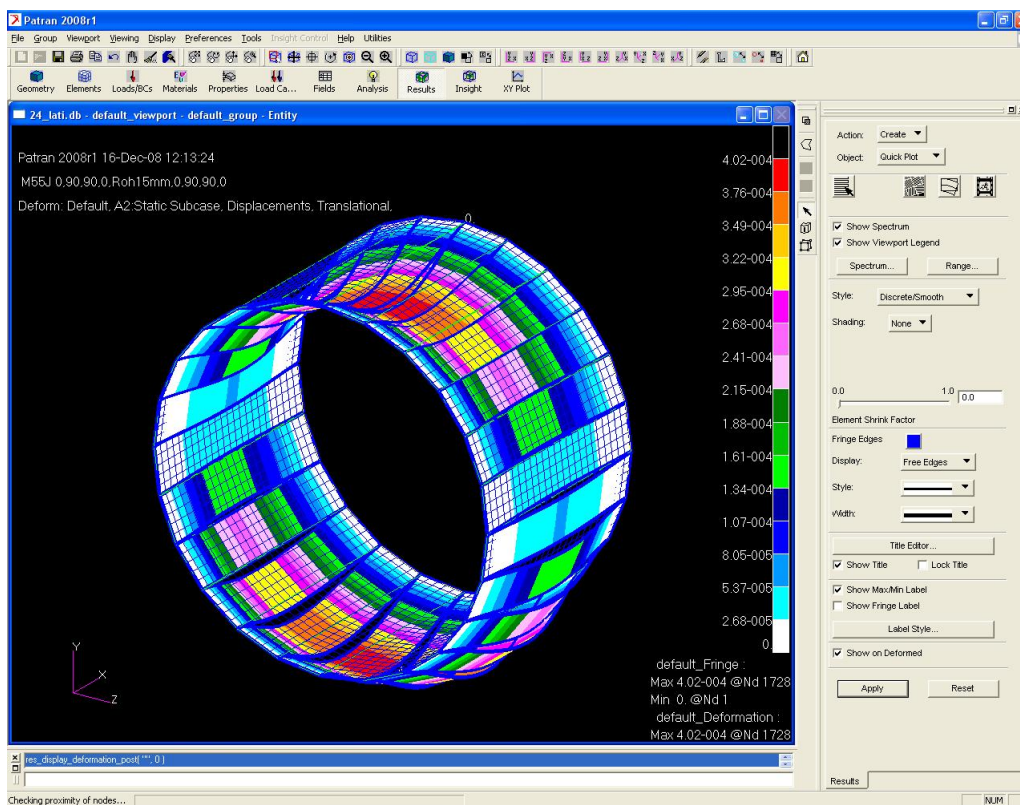 Patran 2008r1
File Group Viewport Viewing Display Preferences Tools Insight Control Help Utilities
Geometry Elements Loads/BCs Materials Properties Load Ca... Fields Analysis Results Insight XY Plot
24_lati.db - default_viewport - default_group - Entity
Patran 2008r1 16-Dec-08 12:13:24
M55J 0,90,90,0,Roh15mm,0,90,90,0
Deform: Default, A2:Static Subcase, Displacements, Translational,
0.
4.02-004
3.76-004
3.49-004
3.22-004
2.95-004
2.68-004
2.41-004
2.15-004
1.88-004
1.61-004
1.34-004
1.07-004
8.05-005
5.37-005
2.68-005
0.
default_Fringe :
Max 4.02-004 @Nd 1728
Min 0. @Nd 1
default_Deformation :
Max 4.02-004 @Nd 1728
Y
X
Z
Action: Create
Object: Quick Plot
Show Spectrum
Show Viewport Legend
Spectrum... Range...
Style: Discrete/Smooth
Shading: None
0.0 1.0 0.0
Element Shrink Factor
Fringe Edges
Display: Free Edges
Style:
Width:
Title Editor...
Show Title Lock Title
Show Max/Min Label
Show Fringe Label
Label Style...
Show on Deformed
Apply Reset
Results
res_display_deformation_post( "", 0 )
Checking proximity of nodes...
NUM